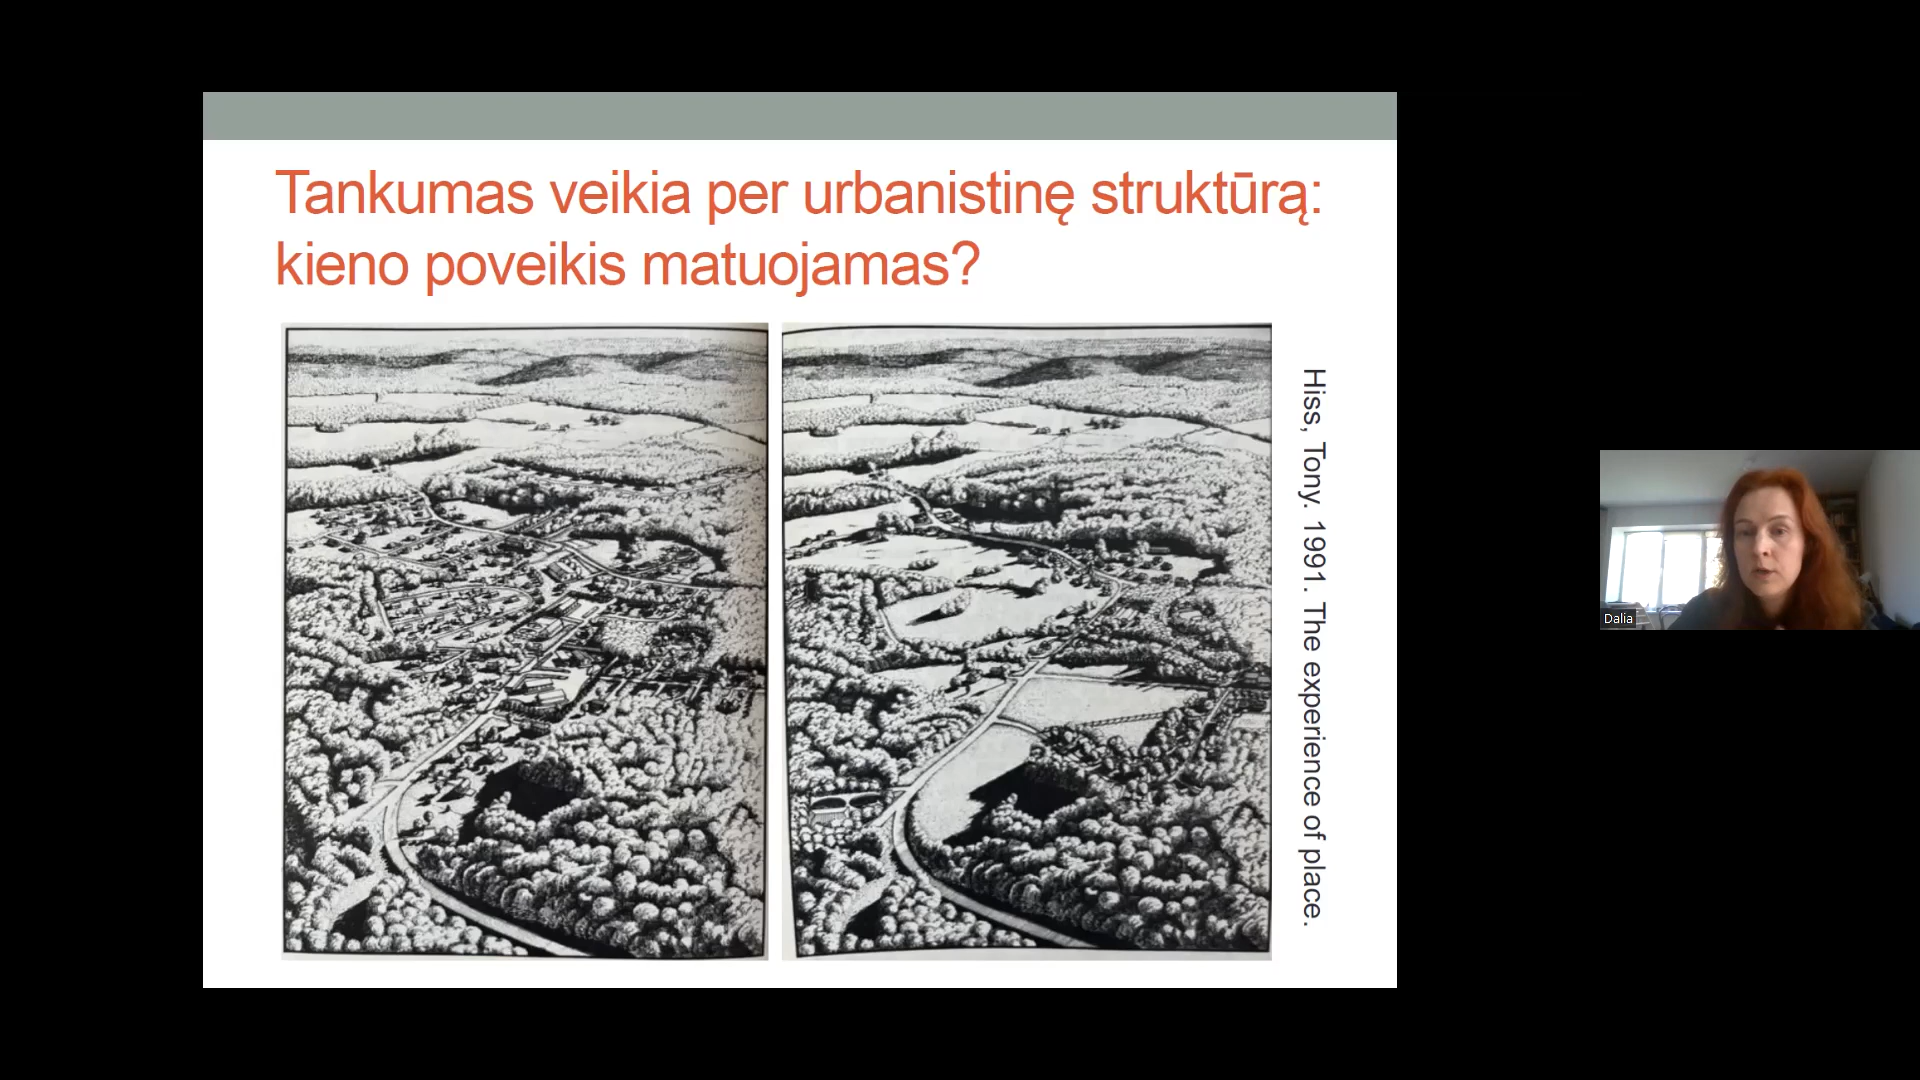 Tankumas veikia per urbanistinę struktūrą:
kieno poveikis matuojamas?
Hiss, Tony. 1991. The experience of place.
Dalia